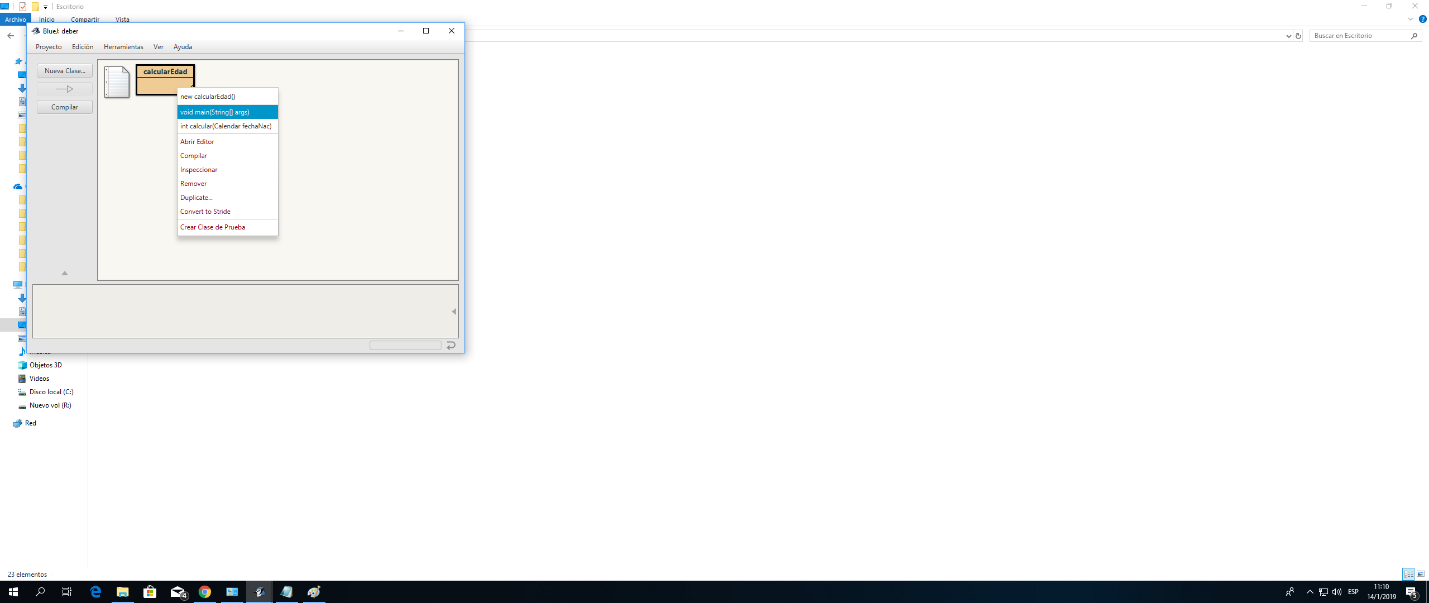 Escritorio
Archivo Inicio Compartir Vista
BlueJ: deber
Buscar en Escritorio
Proyecto Edición Herramientas Ver Ayuda
Nueva Clase...
Compilar
calcularEdad
new calcularEdad()
void main(String[] args)
int calcular(Calendar fechaNac)
Abrir Editor
Compilar
Inspeccionar
Remover
Duplicate...
Convert to Stride
Crear Clase de Prueba
Objetos 3D
Videos
Disco local (C:)
Nuevo vol (R:)
Red
23 elementos
ESP
11:10
14/1/2019